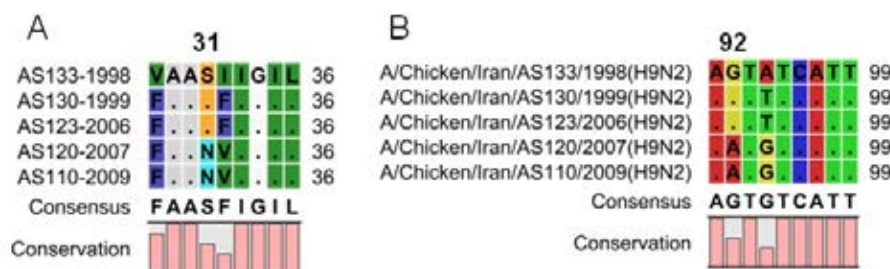 A
31
AS133-1998 VAASIIGIL 36
AS130-1999 F...F.... 36
AS123-2006 F...F.... 36
AS120-2007 F..NV.... 36
AS110-2009 F..NV.... 36
Consensus FAASFIGIL
Conservation
B
92
A/Chicken/Iran/AS133/1998(H9N2) AGTATCATT 99
A/Chicken/Iran/AS130/1999(H9N2) ...T..... 99
A/Chicken/Iran/AS123/2006(H9N2) ...T..... 99
A/Chicken/Iran/AS120/2007(H9N2) .A.G..... 99
A/Chicken/Iran/AS110/2009(H9N2) .A.G..... 99
Consensus AGTGTCATT
Conservation